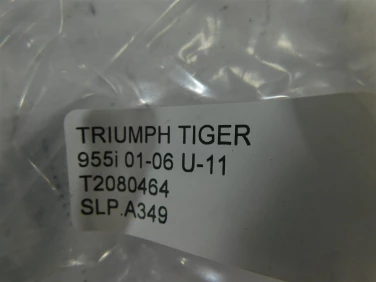 TRIUMPH TIGER
955i 01-06 U-11
T2080464
SLP.A349